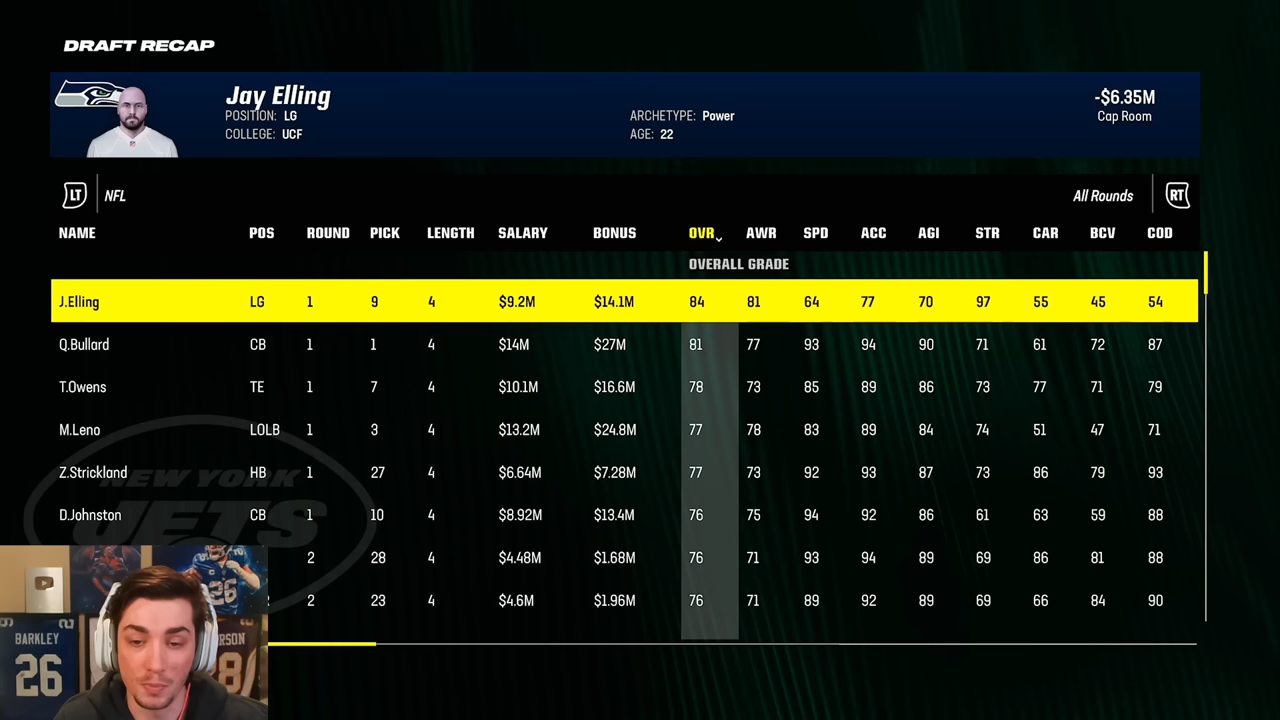 DRAFT RECAP
Jay Elling
POSITION: LG
COLLEGE: UCF
ARCHETYPE: Power
AGE: 22
-$6.35M
Cap Room
LT NFL All Rounds RT
NAME POS ROUND PICK LENGTH SALARY BONUS OVR AWR SPD ACC AGI STR CAR BCV COD
OVERALL GRADE
J.Elling LG 1 9 4 $9.2M $14.1M 84 81 64 77 70 97 55 45 54
Q.Bullard CB 1 1 4 $14M $27M 81 77 93 94 90 71 61 72 87
T.Owens TE 1 7 4 $10.1M $16.6M 78 73 85 89 86 73 77 71 79
M.Leno LOLB 1 3 4 $13.2M $24.8M 77 78 83 89 84 74 51 47 71
Z.Strickland HB 1 27 4 $6.64M $7.28M 77 73 92 93 87 73 86 79 93
D.Johnston CB 1 10 4 $8.92M $13.4M 76 75 94 92 86 61 63 59 88
2 28 4 $4.48M $1.68M 76 71 93 94 89 69 86 81 88
2 23 4 $4.6M $1.96M 76 71 89 92 89 69 66 84 90
NEW YORK
JETS
26
BARKLEY
26
RSON
8